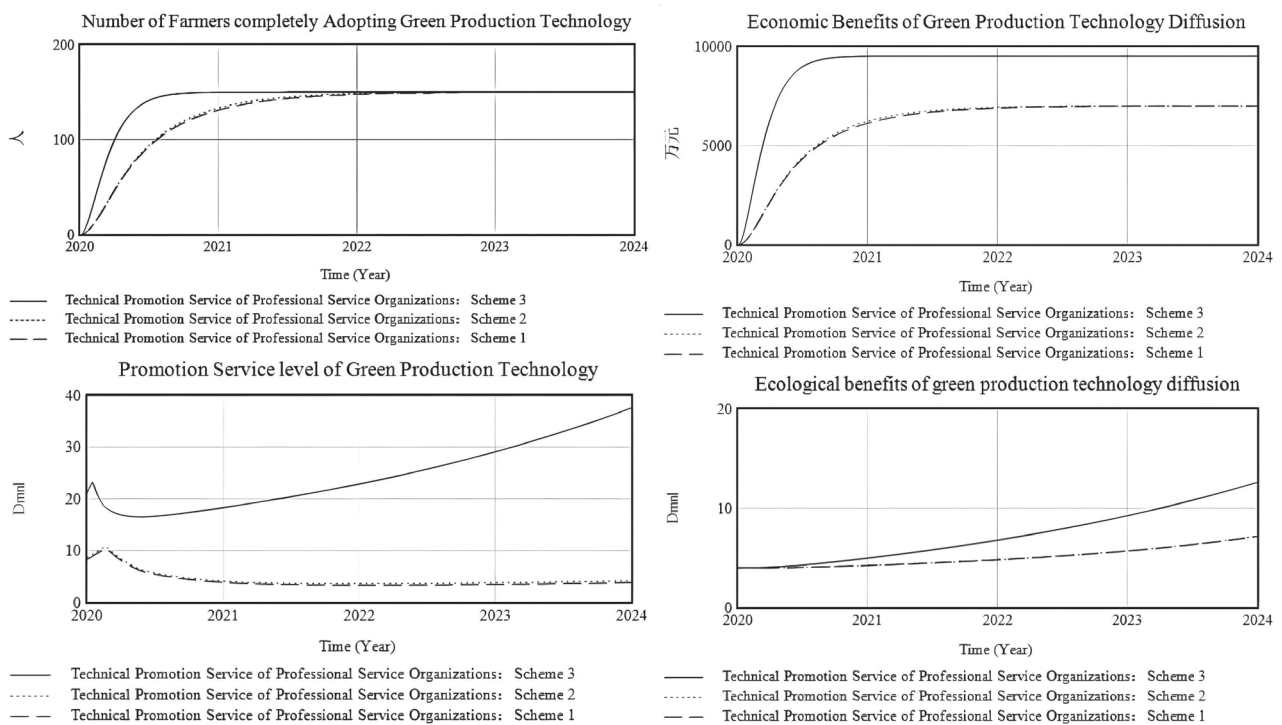 Number of Farmers completely Adopting Green Production Technology
200
人
100
0
2020 2021 2022 2023 2024
Time (Year)
Technical Promotion Service of Professional Service Organizations: Scheme 3
Technical Promotion Service of Professional Service Organizations: Scheme 2
Technical Promotion Service of Professional Service Organizations: Scheme 1
Economic Benefits of Green Production Technology Diffusion
10000
万元
5000
0
2020 2021 2022 2023 2024
Time (Year)
Technical Promotion Service of Professional Service Organizations: Scheme 3
Technical Promotion Service of Professional Service Organizations: Scheme 2
Technical Promotion Service of Professional Service Organizations: Scheme 1
Promotion Service level of Green Production Technology
40
30
Dmnl
20
10
0
2020 2021 2022 2023 2024
Time (Year)
Technical Promotion Service of Professional Service Organizations: Scheme 3
Technical Promotion Service of Professional Service Organizations: Scheme 2
Technical Promotion Service of Professional Service Organizations: Scheme 1
Ecological benefits of green production technology diffusion
20
Dmnl
10
0
2020 2021 2022 2023 2024
Time (Year)
Technical Promotion Service of Professional Service Organizations: Scheme 3
Technical Promotion Service of Professional Service Organizations: Scheme 2
Technical Promotion Service of Professional Service Organizations: Scheme 1